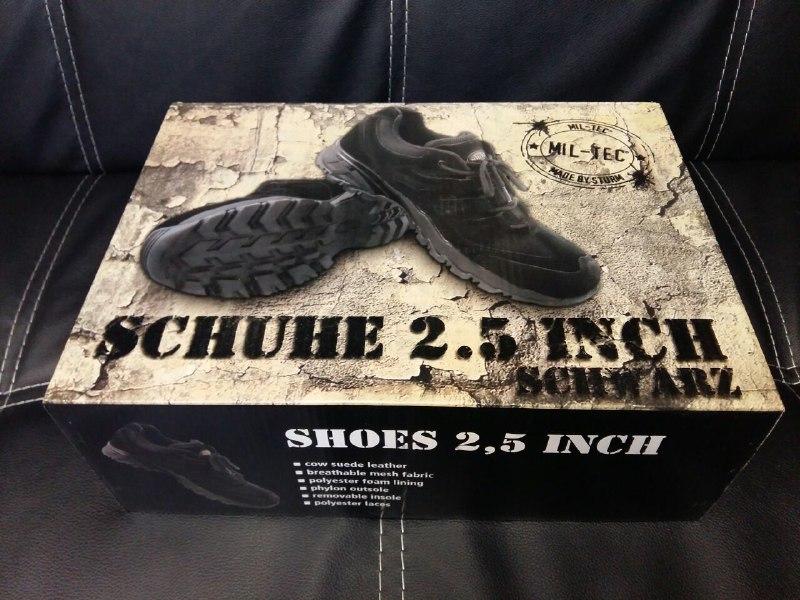 MIL-TEC
MIL-TEC
MADE BY STURM
SCHUHE 2.5 INCH
SCHWARZ
SHOES 2,5 INCH
cow suede leather
breathable mesh fabric
polyester foam lining
phylon outsole
removable insole
polyester laces